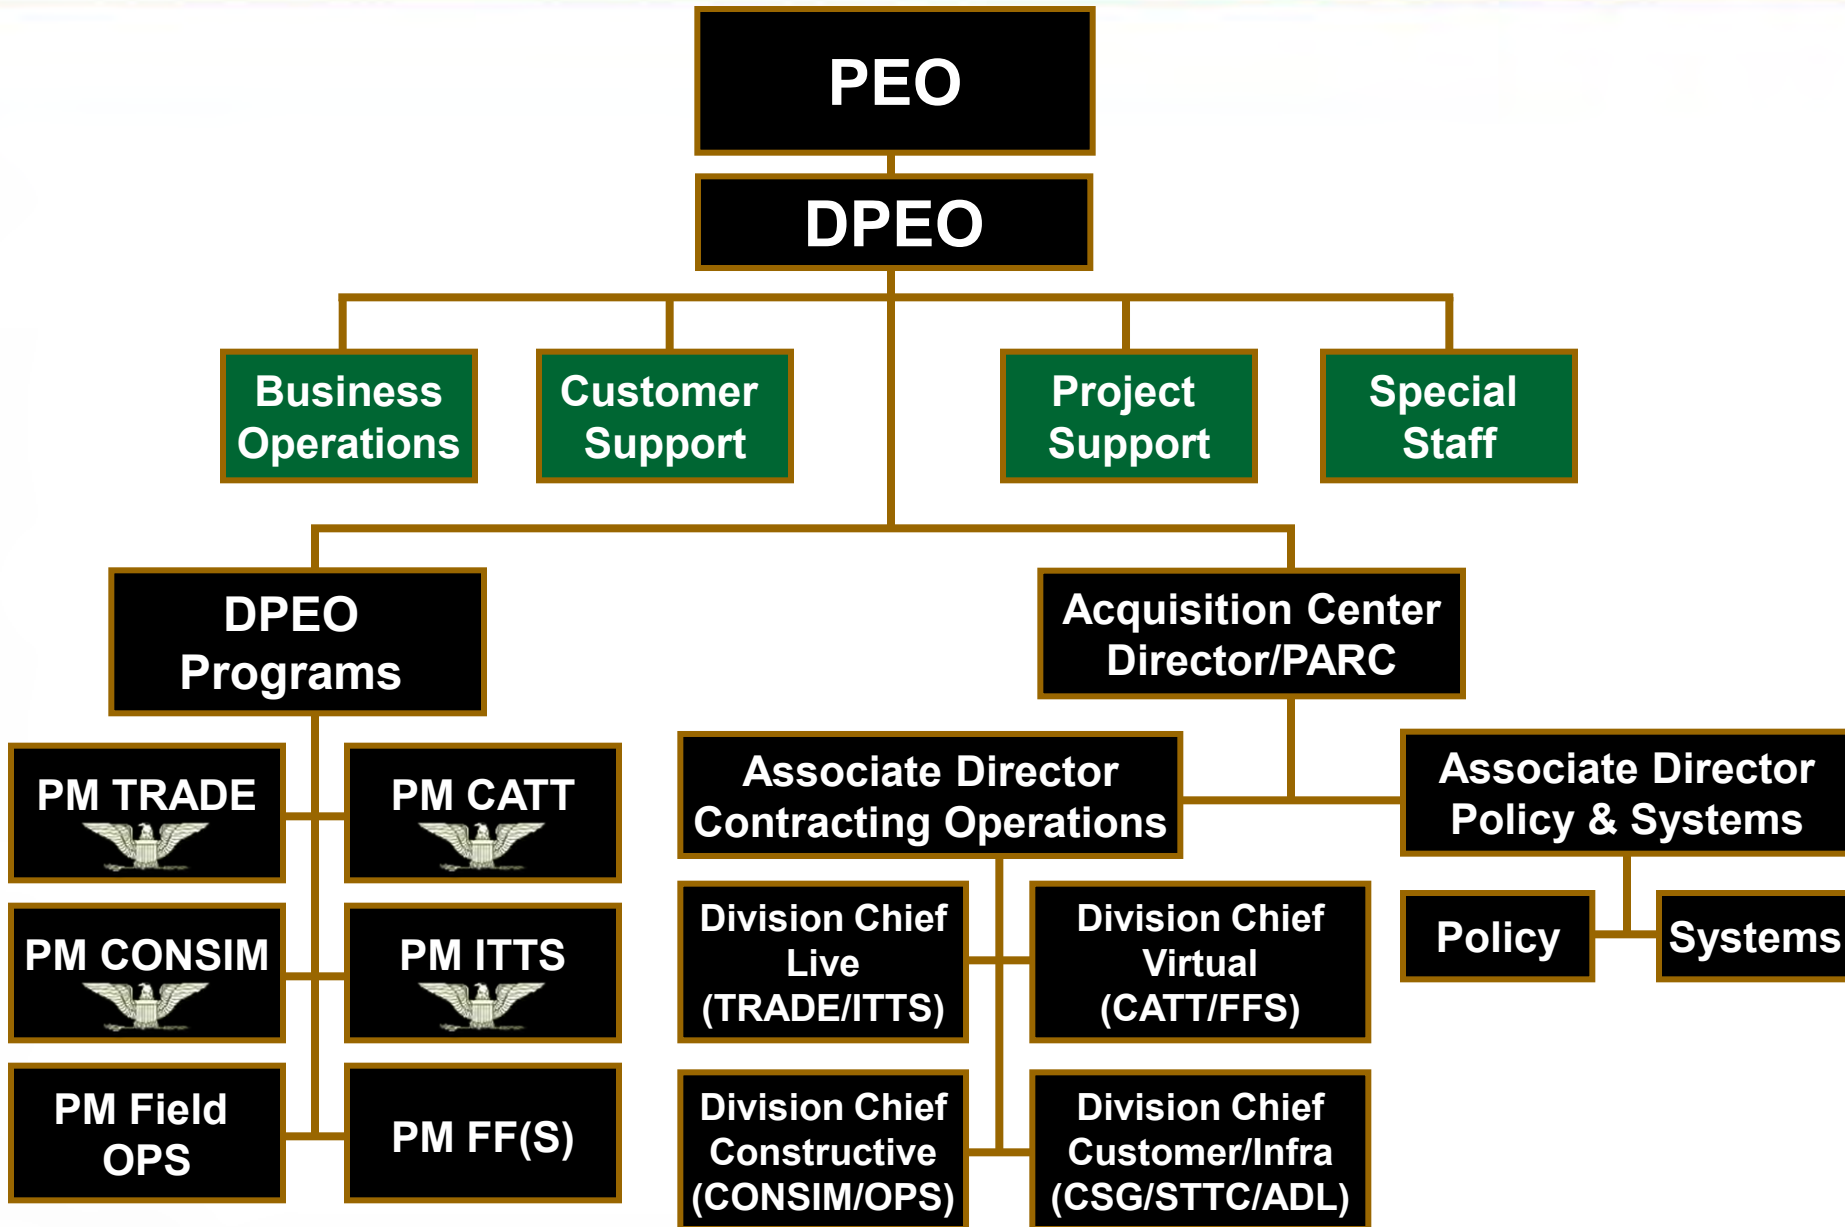 PEO
DPEO
Business
Operations
Customer
Support
Project
Support
Special
Staff
DPEO
Programs
Acquisition Center
Director/PARC
PM TRADE
PM CATT
PM CONSIM
PM ITTS
PM Field
OPS
PM FF(S)
Associate Director
Contracting Operations
Associate Director
Policy & Systems
Division Chief
Live
(TRADE/ITTS)
Division Chief
Virtual
(CATT/FFS)
Policy
Systems
Division Chief
Constructive
(CONSIM/OPS)
Division Chief
Customer/Infra
(CSG/STTC/ADL)